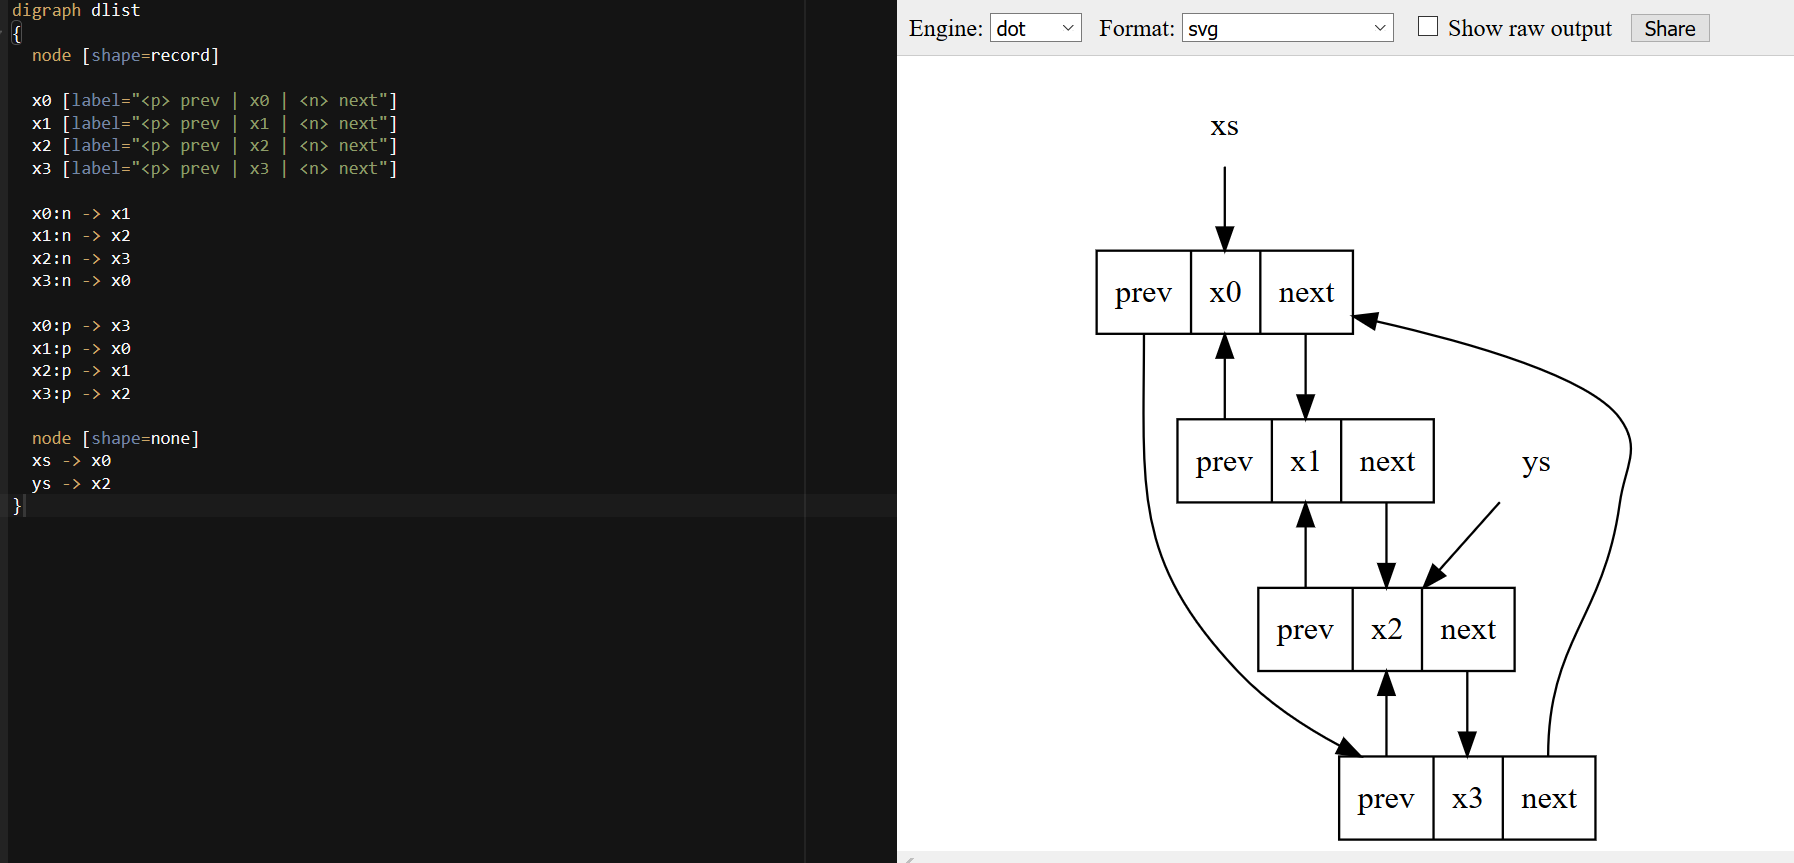 digraph dlist
{
  node [shape=record]

  x0 [label="<p> prev | x0 | <n> next"]
  x1 [label="<p> prev | x1 | <n> next"]
  x2 [label="<p> prev | x2 | <n> next"]
  x3 [label="<p> prev | x3 | <n> next"]

  x0:n -> x1
  x1:n -> x2
  x2:n -> x3
  x3:n -> x0

  x0:p -> x3
  x1:p -> x0
  x2:p -> x1
  x3:p -> x2

  node [shape=none]
  xs -> x0
  ys -> x2
}
Engine: dot Format: svg Show raw output Share
xs
prev x0 next
prev x1 next
ys
prev x2 next
prev x3 next